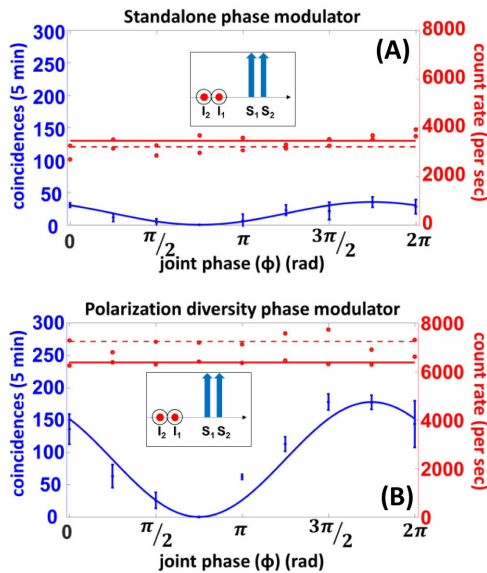 Standalone phase modulator
coincidences (5 min)
300
250
200
150
100
50
0
(A)
I₂ I₁ S₁ S₂
8000
6000
4000
2000
0
count rate (per sec)
0 π/2 π 3π/2 2π
joint phase (ϕ) (rad)
Polarization diversity phase modulator
coincidences (5 min)
300
250
200
150
100
50
0
I₂ I₁ S₁ S₂
(B)
8000
6000
4000
2000
0
count rate (per sec)
0 π/2 π 3π/2 2π
joint phase (ϕ) (rad)